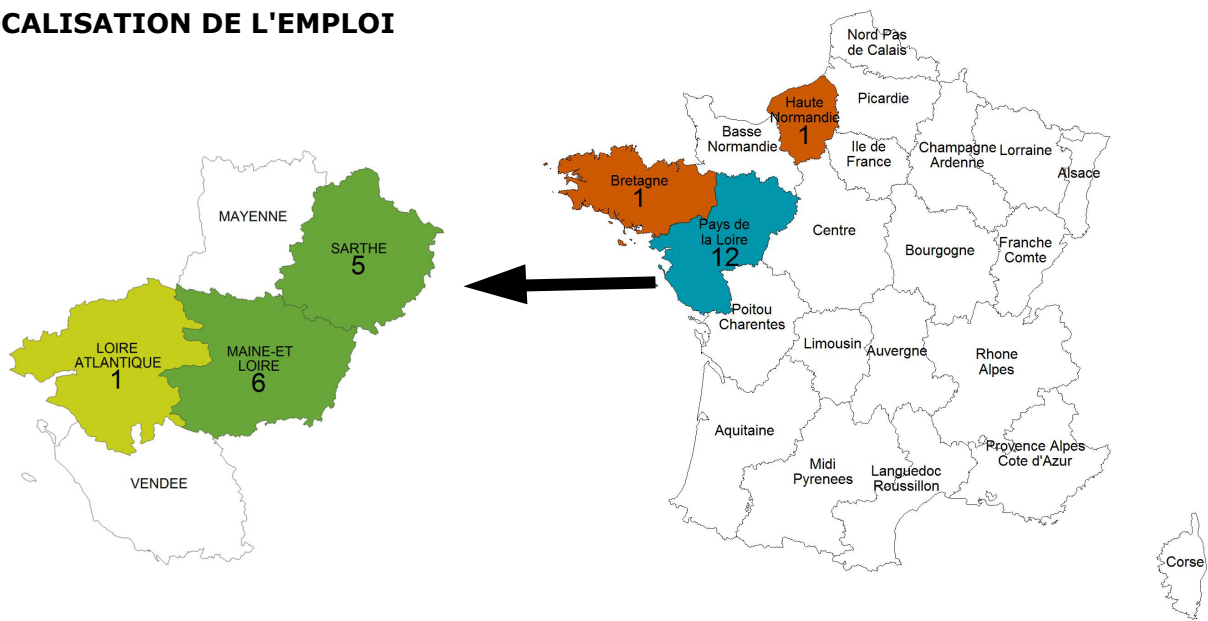 CALISATION DE L'EMPLOI
MAYENNE
SARTHE
5
LOIRE
ATLANTIQUE
1
MAINE-ET
LOIRE
6
VENDEE
Nord Pas
de Calais
Picardie
Haute
Normandie
1
Basse
Normandie
Ile de
France
Champagne
Ardenne
Lorraine
Alsace
Bretagne
1
Pays de
la Loire
12
Centre
Bourgogne
Franche
Comte
Poitou
Charentes
Limousin
Auvergne
Rhone
Alpes
Aquitaine
Midi
Pyrenees
Languedoc
Roussillon
Provence Alpes
Cote d'Azur
Corse